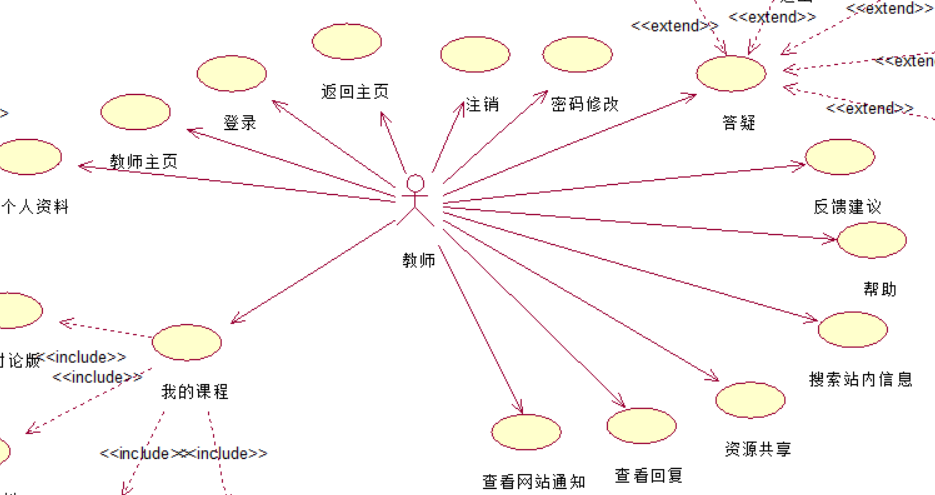 <<extend>>
<<extend>>
<<extend>>
返回主页
注销
密码修改
登录
答疑
<<extend>>
教师主页
个人资料
反馈建议
教师
帮助
讨论版
<<include>>
<<include>>
我的课程
搜索站内信息
<<include>>
<<include>>
资源共享
查看网站通知
查看回复